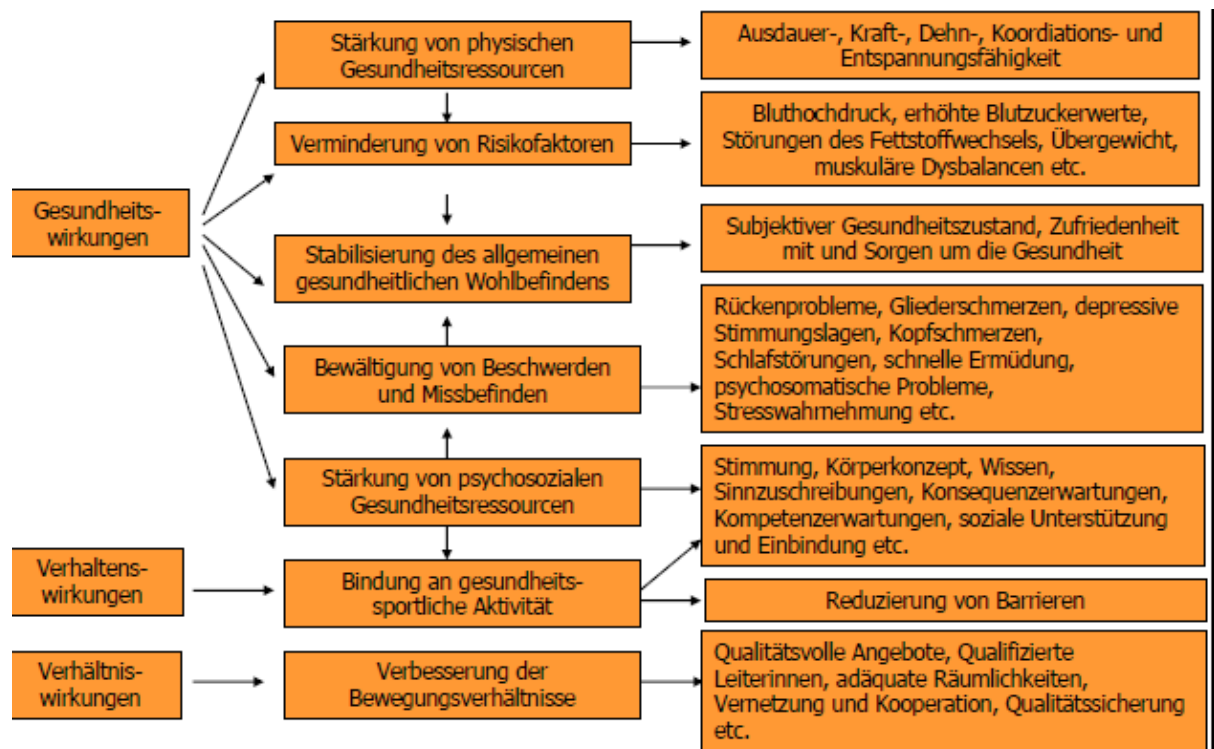 Stärkung von physischen
Gesundheitsressourcen
Ausdauer-, Kraft-, Dehn-, Koordiations- und
Entspannungsfähigkeit
Verminderung von Risikofaktoren
Bluthochdruck, erhöhte Blutzuckerwerte,
Störungen des Fettstoffwechsels, Übergewicht,
muskuläre Dysbalancen etc.
Gesundheits-
wirkungen
Stabilisierung des allgemeinen
gesundheitlichen Wohlbefindens
Subjektiver Gesundheitszustand, Zufriedenheit
mit und Sorgen um die Gesundheit
Bewältigung von Beschwerden
und Missbefinden
Rückenprobleme, Gliederschmerzen, depressive
Stimmungslagen, Kopfschmerzen,
Schlafstörungen, schnelle Ermüdung,
psychosomatische Probleme,
Stresswahrnehmung etc.
Stärkung von psychosozialen
Gesundheitsressourcen
Stimmung, Körperkonzept, Wissen,
Sinnzuschreibungen, Konsequenzerwartungen,
Kompetenzerwartungen, soziale Unterstützung
und Einbindung etc.
Verhaltens-
wirkungen
Bindung an gesundheits-
sportliche Aktivität
Reduzierung von Barrieren
Verhältnis-
wirkungen
Verbesserung der
Bewegungsverhältnisse
Qualitätsvolle Angebote, Qualifizierte
Leiterinnen, adäquate Räumlichkeiten,
Vernetzung und Kooperation, Qualitätssicherung
etc.